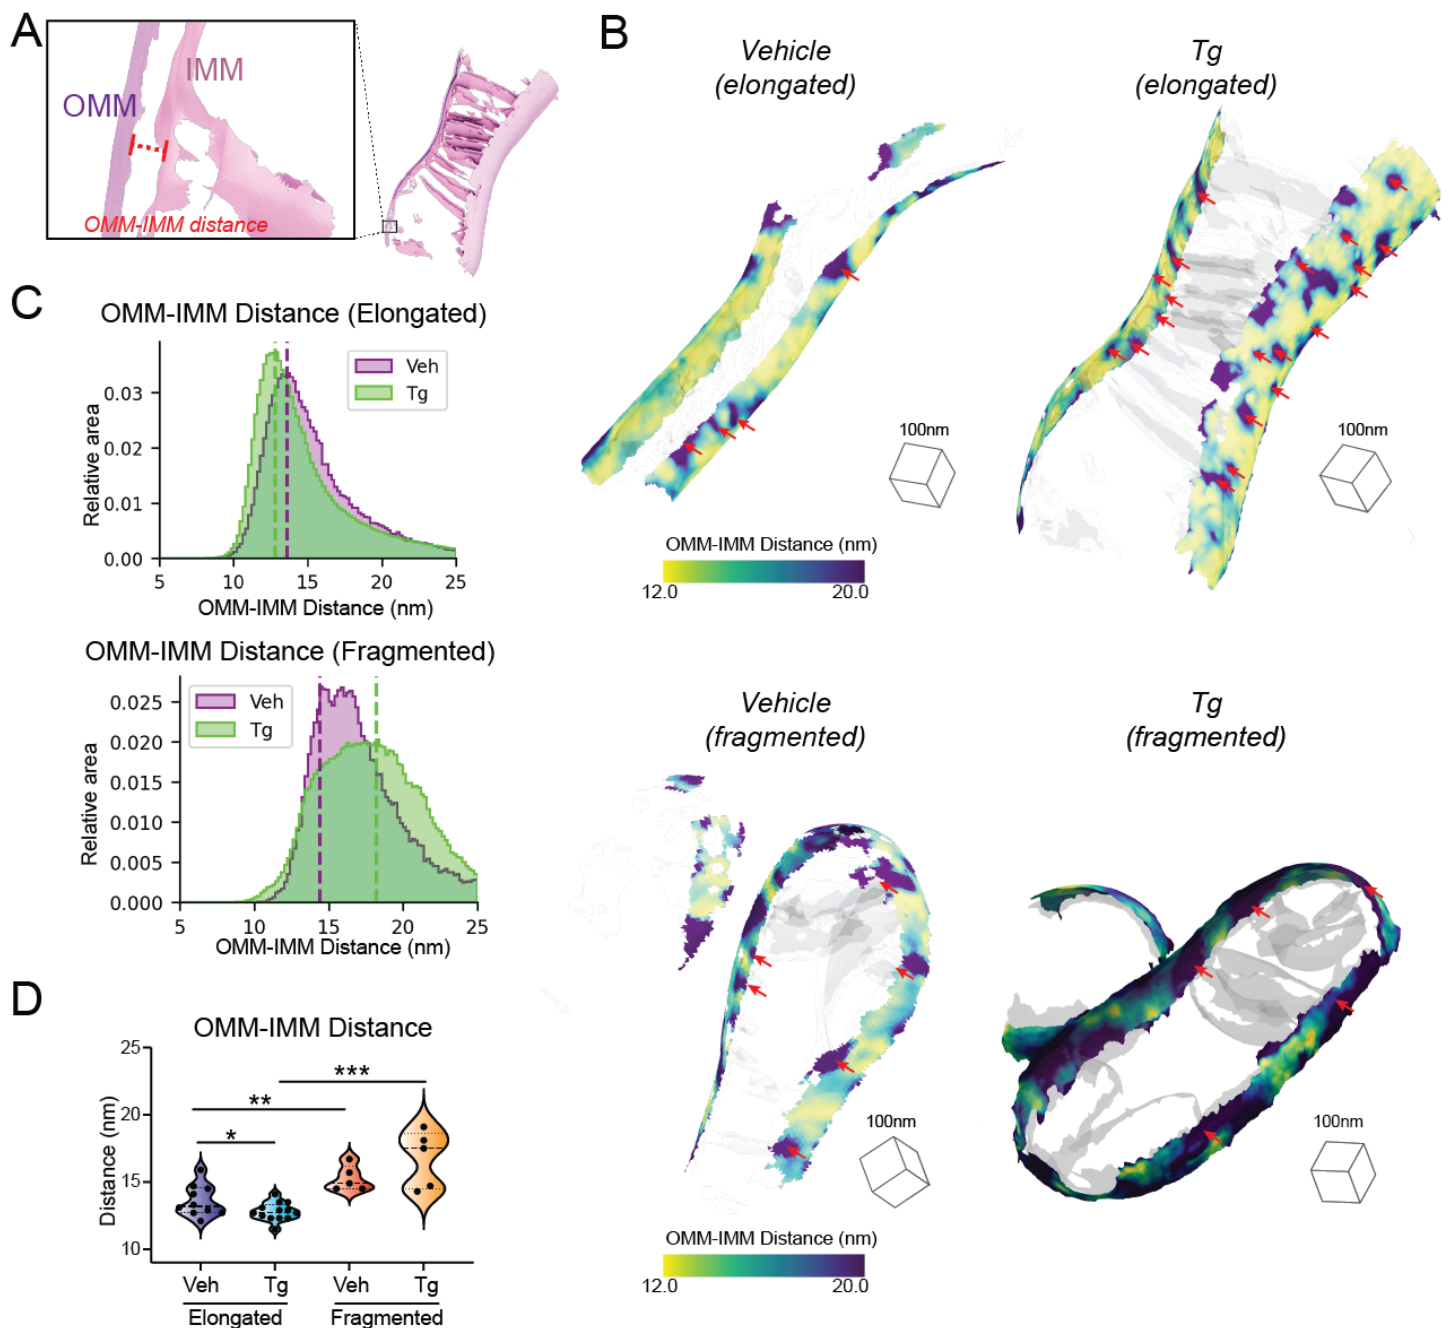 A
OMM
IMM
OMM-IMM distance
B
Vehicle
(elongated)
Tg
(elongated)
100nm
100nm
OMM-IMM Distance (nm)
12.0
20.0
C
OMM-IMM Distance (Elongated)
Veh
Tg
Relative area
0.03
0.02
0.01
0.00
5
10
15
20
25
OMM-IMM Distance (nm)
OMM-IMM Distance (Fragmented)
Veh
Tg
Relative area
0.025
0.020
0.015
0.010
0.005
0.000
5
10
15
20
25
OMM-IMM Distance (nm)
Vehicle
(fragmented)
Tg
(fragmented)
100nm
100nm
OMM-IMM Distance (nm)
12.0
20.0
D
OMM-IMM Distance
Distance (nm)
25
20
15
10
***
**
*
Veh
Tg
Veh
Tg
Elongated
Fragmented